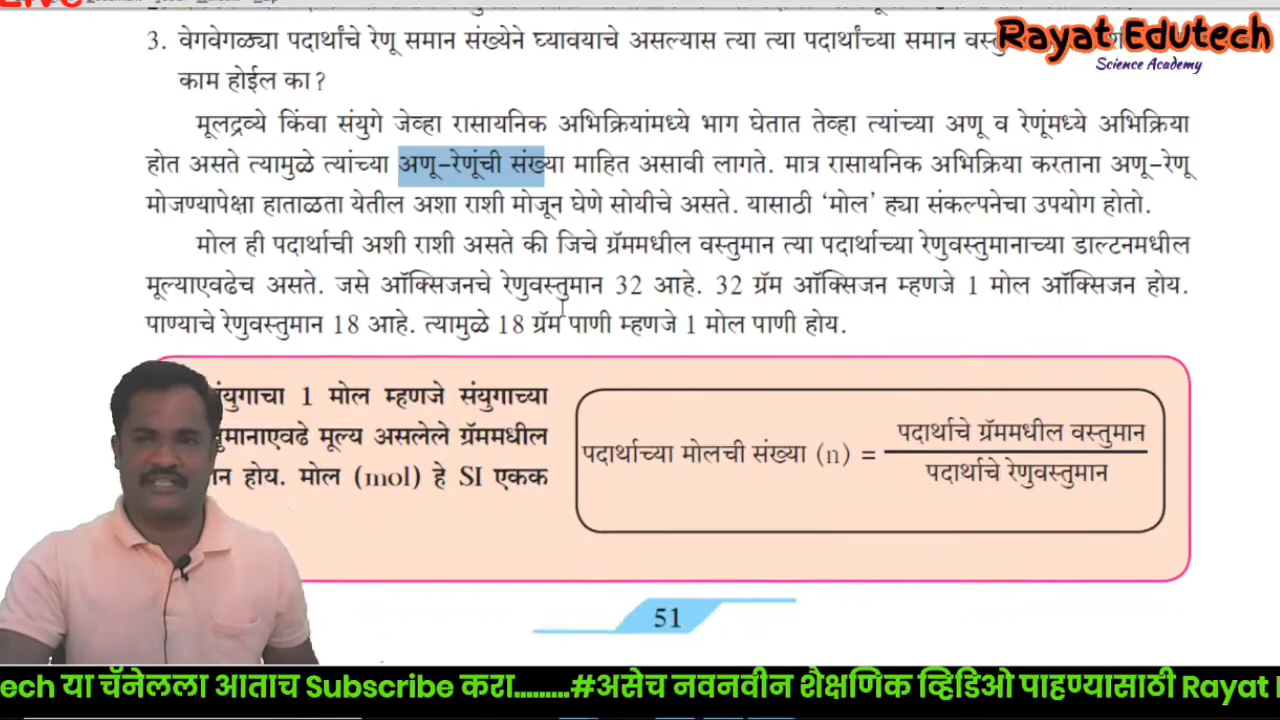 LIVE
Rayat Edutech
Science Academy
3. वेगवेगळ्या पदार्थांचे रेणू समान संख्येने घ्यावयाचे असल्यास त्या त्या पदार्थांच्या समान
काम होईल का?
मूलद्रव्ये किंवा संयुगे जेव्हा रासायनिक अभिक्रियांमध्ये भाग घेतात तेव्हा त्यांच्या अणू व रेणूंमध्ये अभिक्रिया
होत असते त्यामुळे त्यांच्या अणू-रेणूंची संख्या माहित असावी लागते. मात्र रासायनिक अभिक्रिया करताना अणू-रेणू
मोजण्यापेक्षा हाताळता येतील अशा राशी मोजून घेणे सोयीचे असते. यासाठी ‘मोल’ ह्या संकल्पनेचा उपयोग होतो.
मोल ही पदार्थाची अशी राशी असते की जिचे ग्रॅममधील वस्तुमान त्या पदार्थाच्या रेणुवस्तुमानाच्या डाल्टनमधील
मूल्याएवढेच असते. जसे ऑक्सिजनचे रेणुवस्तुमान 32 आहे. 32 ग्रॅम ऑक्सिजन म्हणजे 1 मोल ऑक्सिजन होय.
पाण्याचे रेणुवस्तुमान 18 आहे. त्यामुळे 18 ग्रॅम पाणी म्हणजे 1 मोल पाणी होय.
1 मोल म्हणजे संयुगाच्या
मूल्य असलेले ग्रॅममधील
होय. मोल (mol) हे SI एकक
पदार्थाच्या मोलची संख्या (n) = पदार्थाचे ग्रॅममधील वस्तुमान
पदार्थाचे रेणुवस्तुमान
51
ech या चॅनेलला आताच Subscribe करा.........#असेच नवनवीन शैक्षणिक व्हिडिओ पाहण्यासाठी Rayat